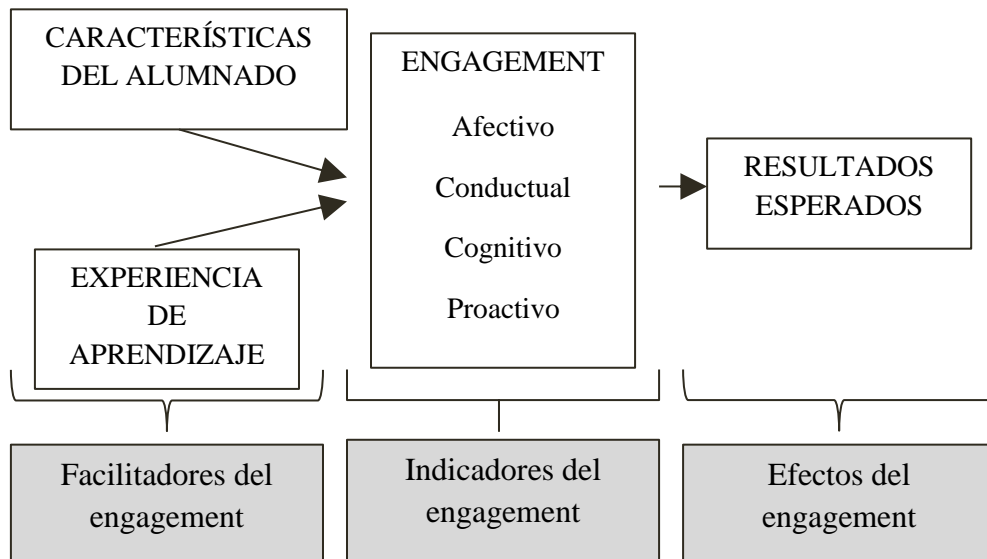 CARACTERÍSTICAS
DEL ALUMNADO
EXPERIENCIA
DE
APRENDIZAJE
ENGAGEMENT
Afectivo
Conductual
Cognitivo
Proactivo
RESULTADOS
ESPERADOS
Facilitadores del
engagement
Indicadores del
engagement
Efectos del
engagement